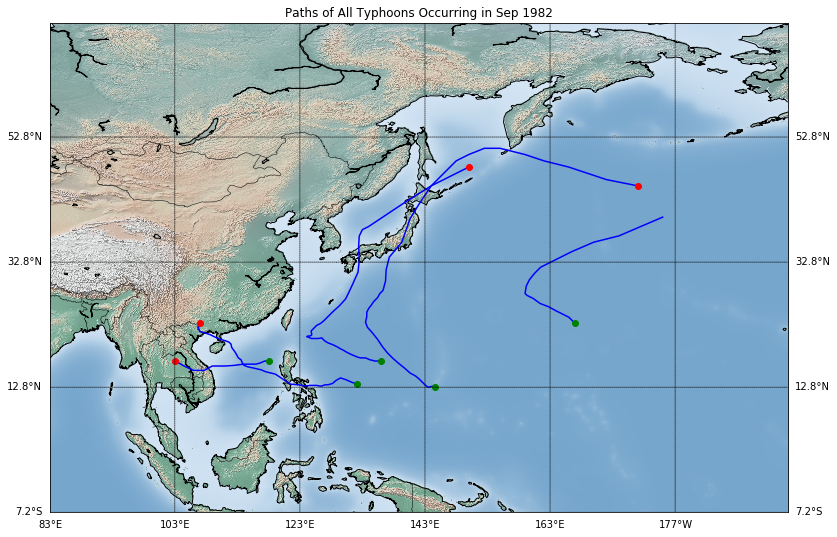 Paths of All Typhoons Occurring in Sep 1982
52.8°N 52.8°N
32.8°N 32.8°N
12.8°N 12.8°N
7.2°S 7.2°S
83°E 103°E 123°E 143°E 163°E 177°W